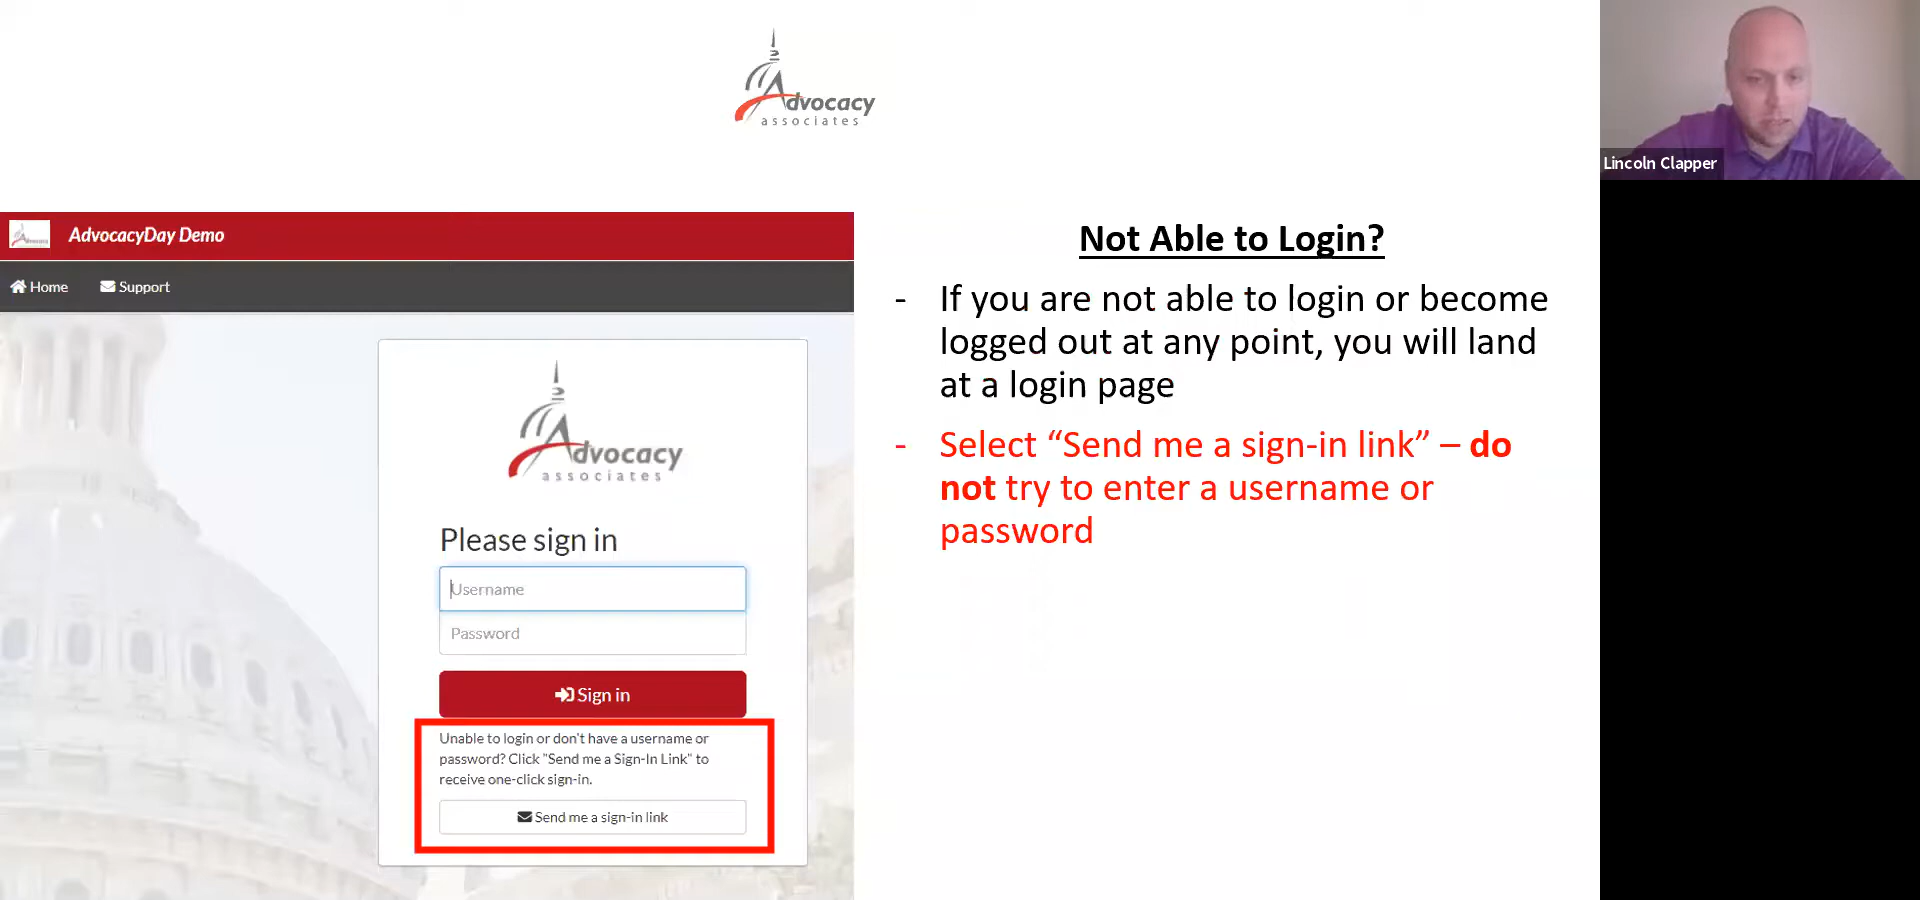 Advocacy
associates
Lincoln Clapper
AdvocacyDay Demo
Home Support
Advocacy
associates
Please sign in
Username
Password
Sign in
Unable to login or don't have a username or
password? Click "Send me a Sign-In Link" to
receive one-click sign-in.
Send me a sign-in link
Not Able to Login?
- If you are not able to login or become
logged out at any point, you will land
at a login page
- Select “Send me a sign-in link” – do
not try to enter a username or
password